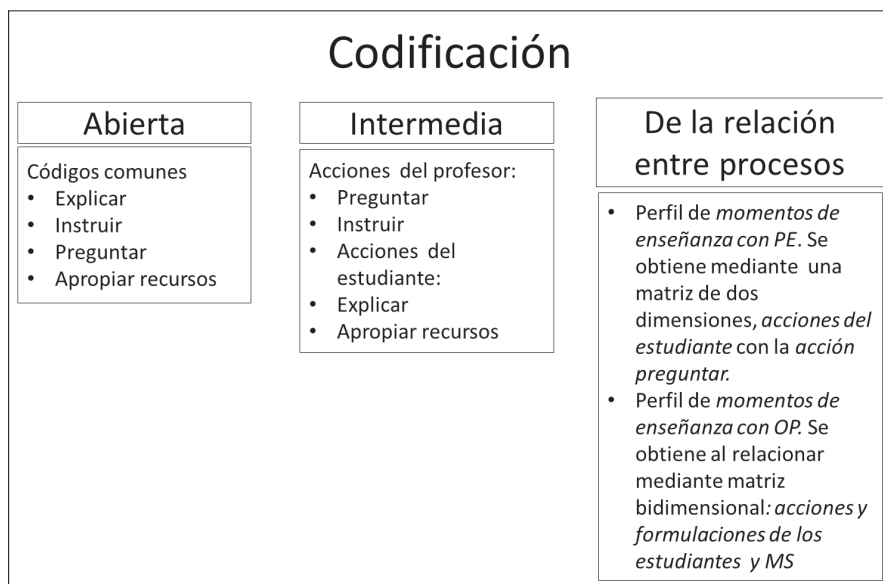 Codificación
Abierta
Códigos comunes
• Explicar
• Instruir
• Preguntar
• Apropiar recursos
Intermedia
Acciones del profesor:
• Preguntar
• Instruir
• Acciones del
estudiante:
• Explicar
• Apropiar recursos
De la relación
entre procesos
• Perfil de momentos de
enseñanza con PE. Se
obtiene mediante una
matriz de dos
dimensiones, acciones del
estudiante con la acción
preguntar.
• Perfil de momentos de
enseñanza con OP. Se
obtiene al relacionar
mediante matriz
bidimensional: acciones y
formulaciones de los
estudiantes y MS